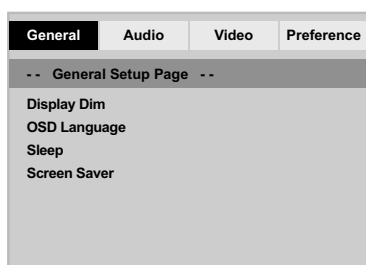 General Audio Video Preference
- - General Setup Page - -
Display Dim
OSD Language
Sleep
Screen Saver